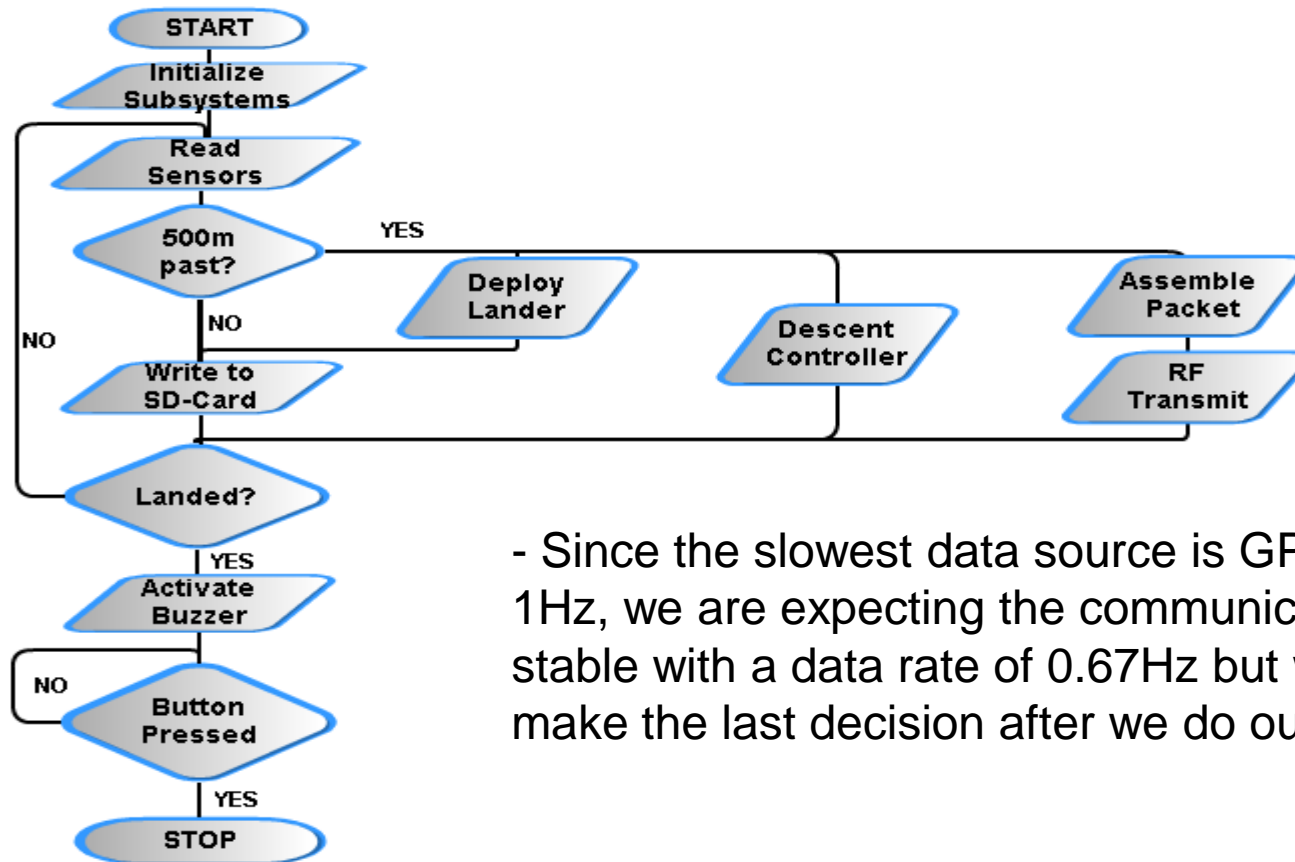 START
Initialize
Subsystems
Read
Sensors
500m
past?
YES
NO
Deploy
Lander
Descent
Controller
Assemble
Packet
RF
Transmit
NO
Write to
SD-Card
Landed?
YES
Activate
Buzzer
NO
Button
Pressed
YES
STOP
- Since the slowest data source is
1Hz, we are expecting the
stable with a data rate of 0.67Hz but
make the last decision after we do